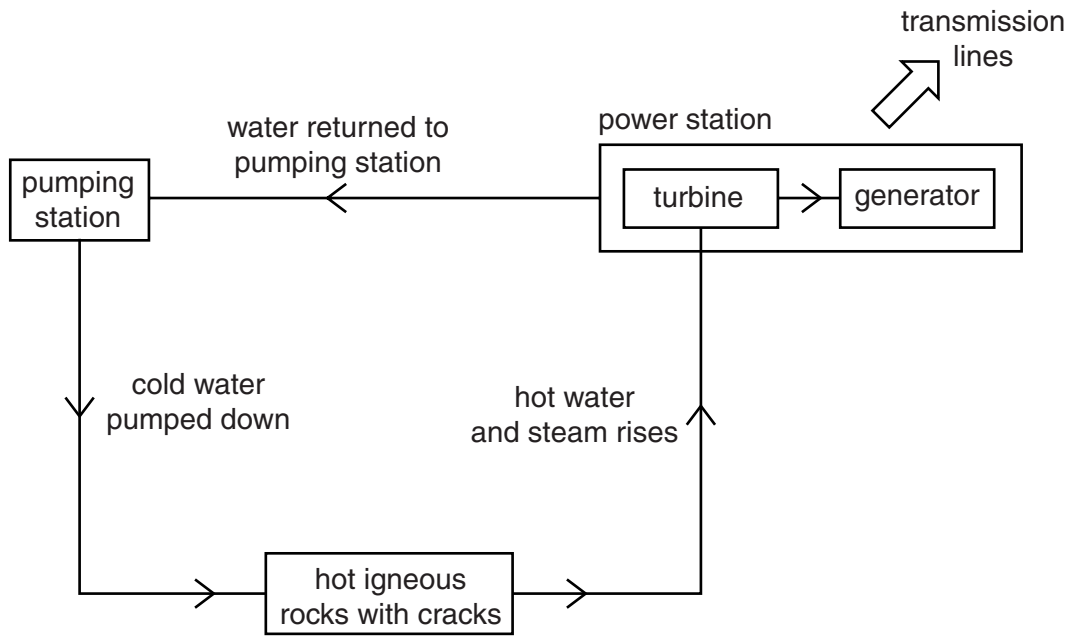 transmission
lines
water returned to
pumping station
power station
pumping
station
turbine
generator
cold water
pumped down
hot water
and steam rises
hot igneous
rocks with cracks